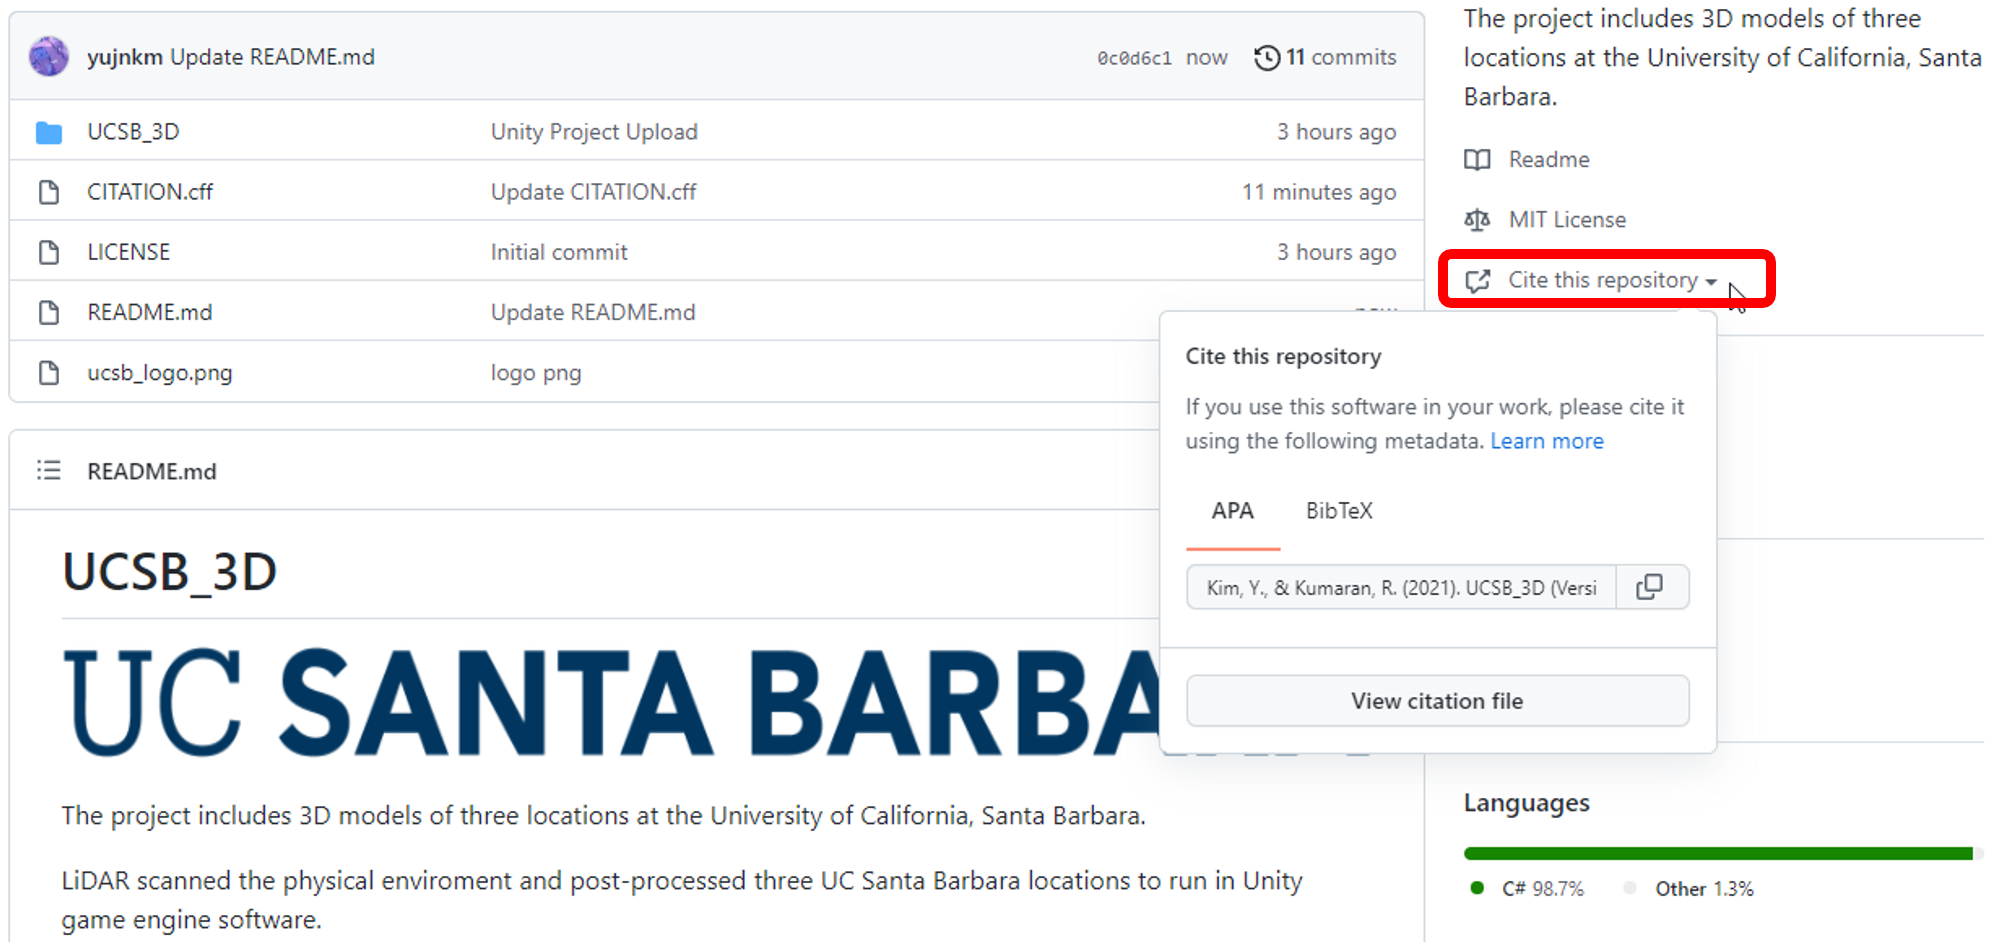 yujnkm Update README.md 0c0d6c1 now 11 commits
UCSB_3D Unity Project Upload 3 hours ago
CITATION.cff Update CITATION.cff 11 minutes ago
LICENSE Initial commit 3 hours ago
README.md Update README.md now
ucsb_logo.png logo png
README.md
UCSB_3D
UC SANTA BARBA
The project includes 3D models of three locations at the University of California, Santa Barbara.
LiDAR scanned the physical enviroment and post-processed three UC Santa Barbara locations to run in Unity
game engine software.
The project includes 3D models of three
locations at the University of California, Santa
Barbara.
Readme
MIT License
Cite this repository
Cite this repository
If you use this software in your work, please cite it
using the following metadata. Learn more
APA BibTeX
Kim, Y., & Kumaran, R. (2021). UCSB_3D (Versi
View citation file
Languages
C# 98.7% Other 1.3%